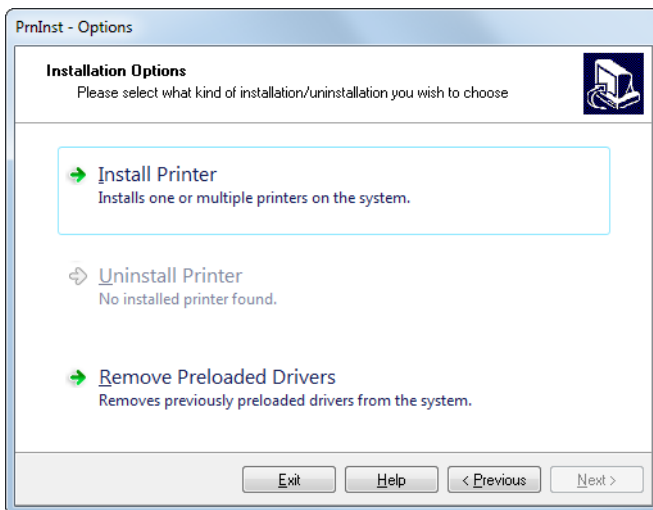 PrnInst - Options
Installation Options
Please select what kind of installation/uninstallation you wish to choose
Install Printer
Installs one or multiple printers on the system.
Uninstall Printer
No installed printer found.
Remove Preloaded Drivers
Removes previously preloaded drivers from the system.
Exit Help < Previous Next >